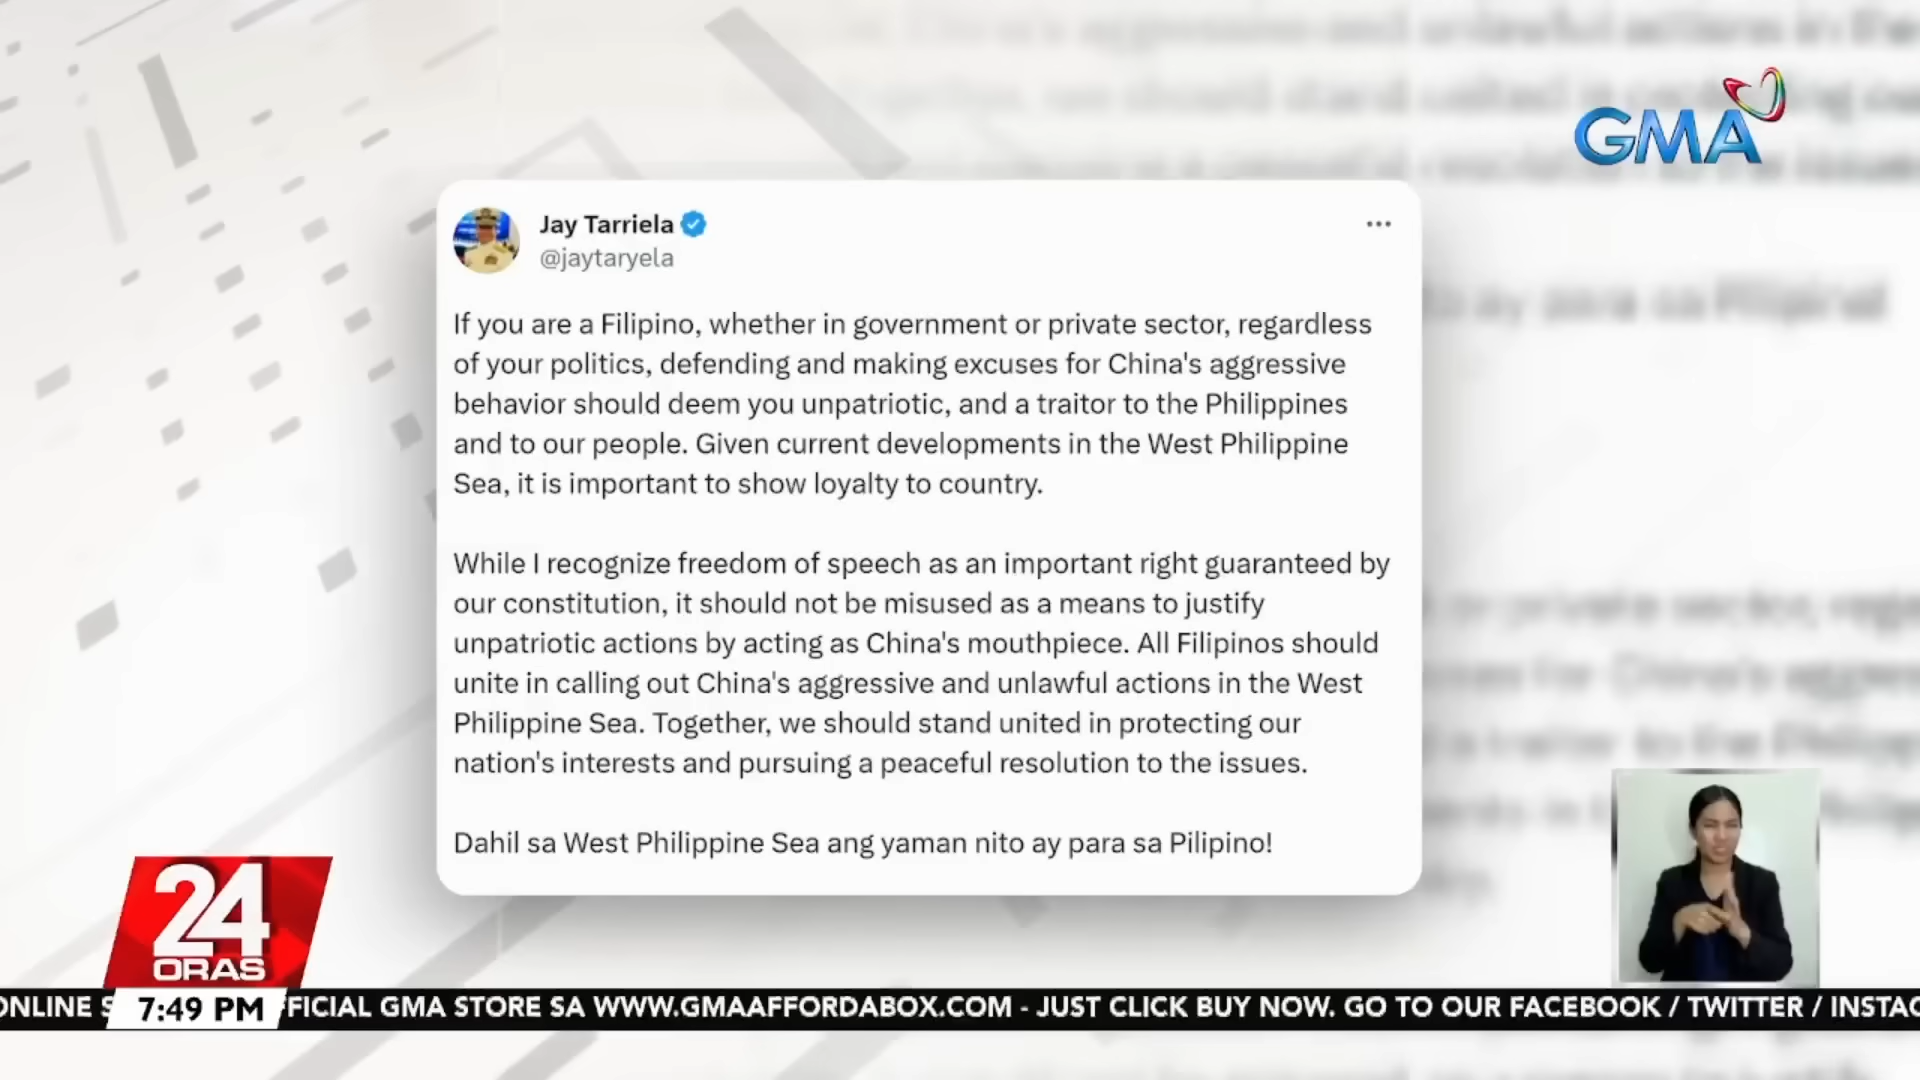 GMA
Jay Tarriela
@jaytaryela
If you are a Filipino, whether in government or private sector, regardless
of your politics, defending and making excuses for China's aggressive
behavior should deem you unpatriotic, and a traitor to the Philippines
and to our people. Given current developments in the West Philippine
Sea, it is important to show loyalty to country.
While I recognize freedom of speech as an important right guaranteed by
our constitution, it should not be misused as a means to justify
unpatriotic actions by acting as China's mouthpiece. All Filipinos should
unite in calling out China's aggressive and unlawful actions in the West
Philippine Sea. Together, we should stand united in protecting our
nation's interests and pursuing a peaceful resolution to the issues.
Dahil sa West Philippine Sea ang yaman nito ay para sa Pilipino!
24
ORAS
ONLINE S
7:49 PM
FFICIAL GMA STORE SA WWW.GMAAFFORDABOX.COM - JUST CLICK BUY NOW. GO TO OUR FACEBOOK / TWITTER / INSTAG